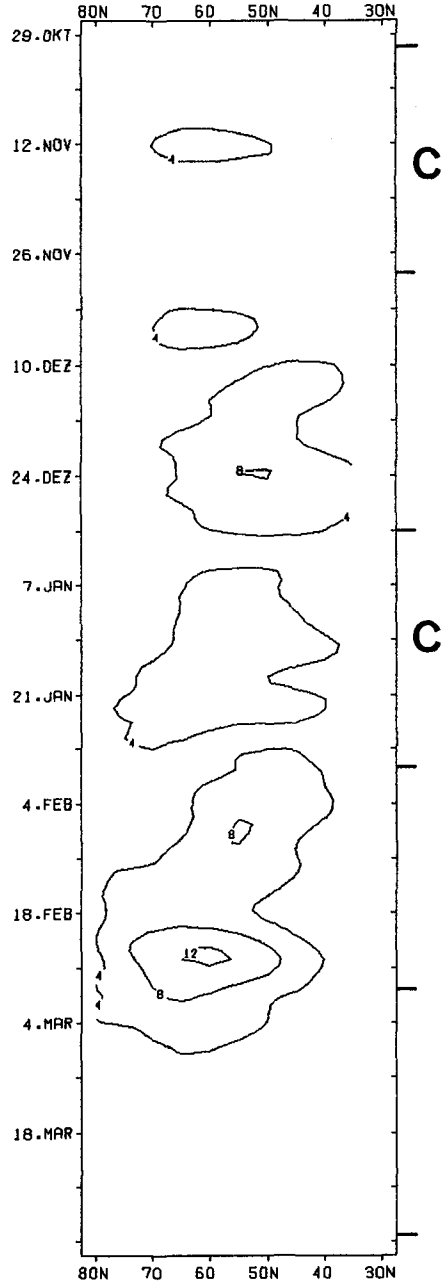 80N 70 60 50N 40 30N
29.OKT
12.NOV
4
C
26.NOV
4
10.DEZ
8
24.DEZ
4
7.JAN
C
21.JAN
4
4.FEB
8
18.FEB
12
4
8
4
4.MAR
18.MAR
80N 70 60 50N 40 30N